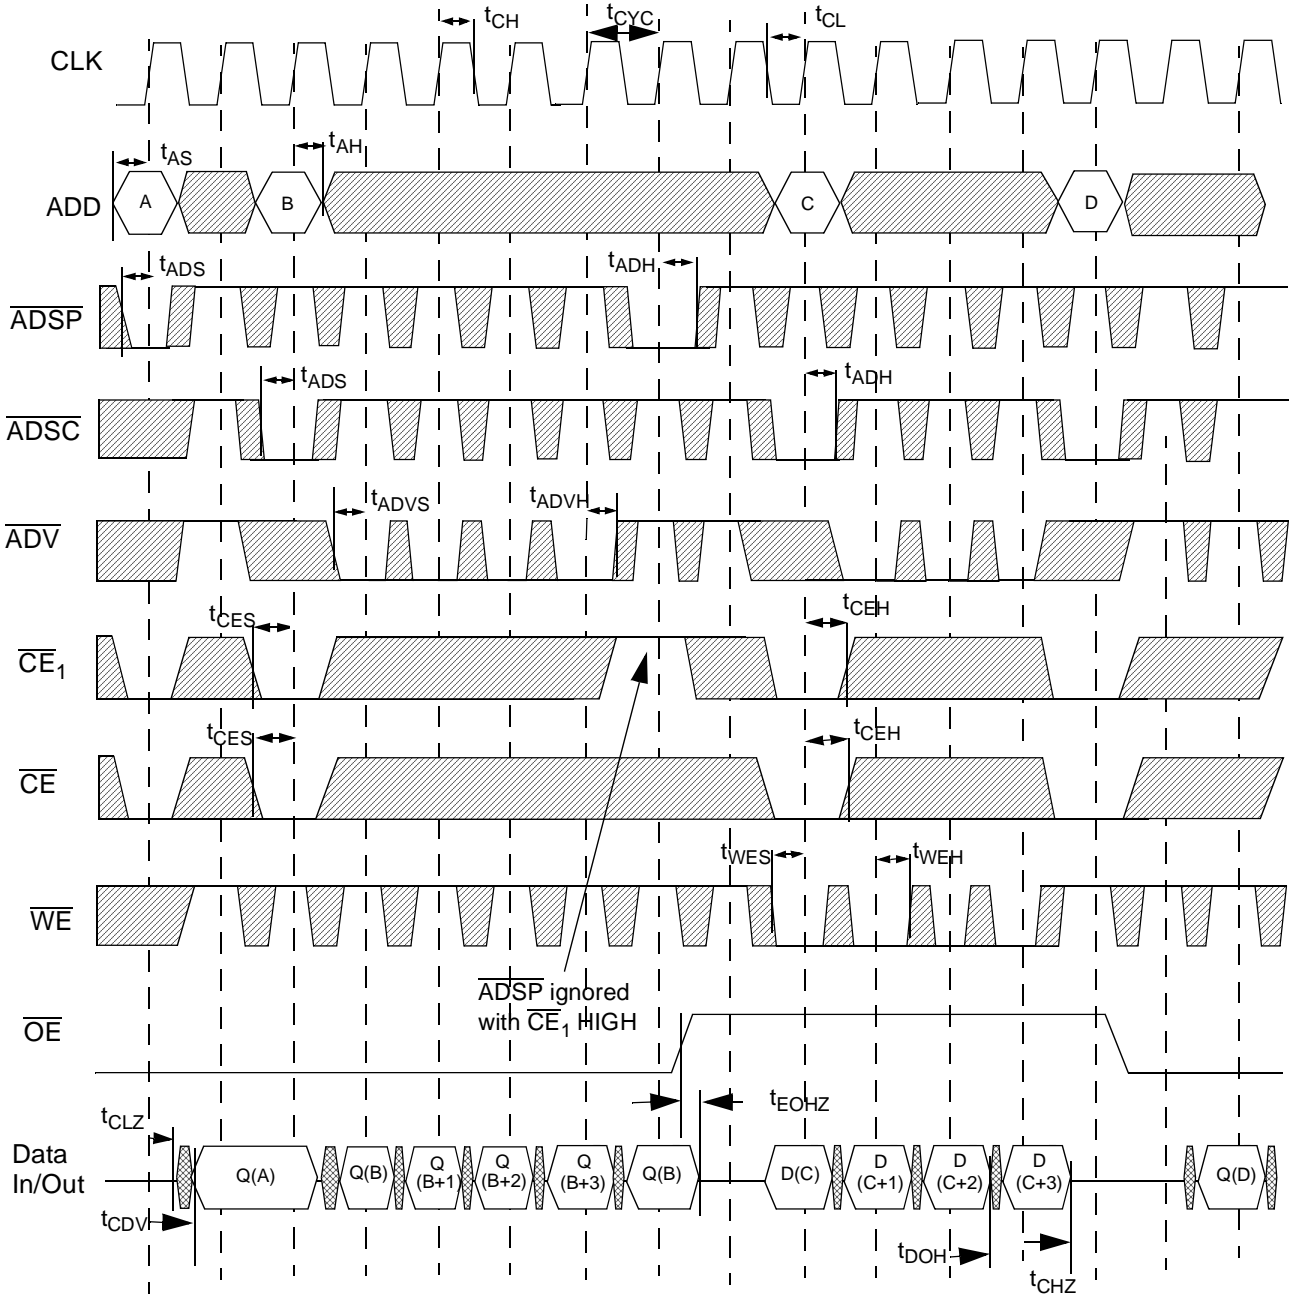 tCH
tCYC
tCL
CLK
tAS
tAH
ADD
A
B
C
D
tADS
tADH
ADSP
tADS
tADH
ADSC
tADVS
tADVH
ADV
tCES
tCEH
CE1
tCES
tCEH
CE
tWES
tWEH
WE
ADSP ignored
with CE1 HIGH
OE
tCLZ
tEOHZ
Data
In/Out
Q(A)
Q(B)
Q
(B+1)
Q
(B+2)
Q
(B+3)
Q(B)
D(C)
D
(C+1)
D
(C+2)
D
(C+3)
Q(D)
tCDV
tDOH
tCHZ